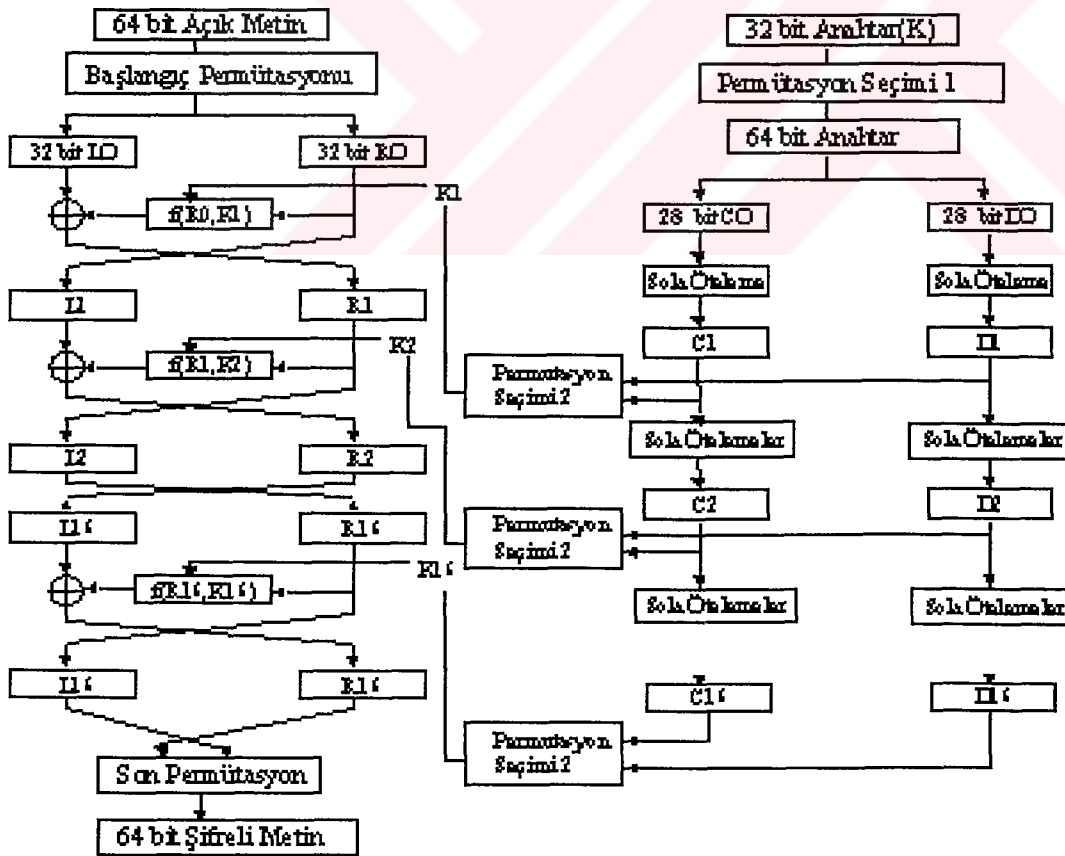 64 bit Açık Metin
Başlangıç Permütasyonu
32 bit L0
32 bit R0
f(R0,K1)
K1
L1
R1
f(R1,K2)
K2
L2
R2
L16
R16
f(R16,K16)
K16
L16
R16
Son Permütasyon
64 bit Şifreli Metin
32 bit Anahtar(K)
Permütasyon Seçimi 1
64 bit Anahtar
28 bit C0
28 bit D0
Sola Öteleme
Sola Öteleme
C1
D1
Permutasyon
Seçimi 2
Sola Ötelemeler
Sola Ötelemeler
C2
D2
Permutasyon
Seçimi 2
Sola Ötelemeler
Sola Ötelemeler
C16
D16
Permutasyon
Seçimi 2